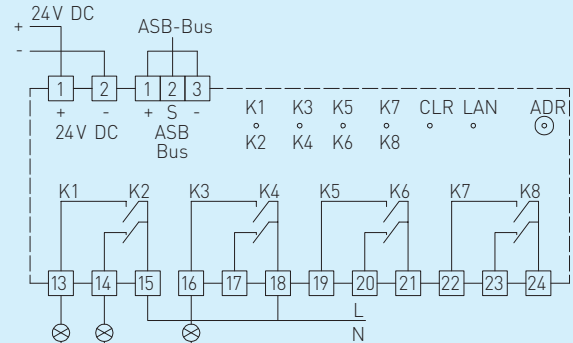 24V DC
+
-
ASB-Bus
1 2 1 2 3
+ - + S -
24V DC ASB
Bus
K1 K3 K5 K7 CLR LAN ADR
K2 K4 K6 K8
K1 K2 K3 K4 K5 K6 K7 K8
13 14 15 16 17 18 19 20 21 22 23 24
L
N